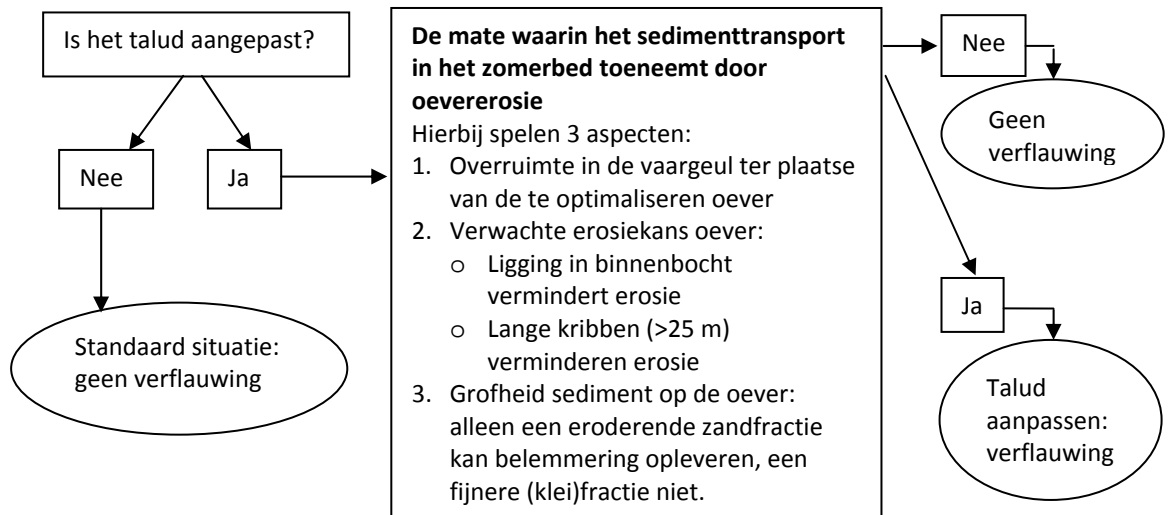 Is het talud aangepast?
Nee
Ja
Standaard situatie:
geen verflauwing
De mate waarin het sedimenttransport
in het zomerbed toeneemt door
oevererosie
Hierbij spelen 3 aspecten:
1. Overruimte in de vaargeul ter plaatse
van de te optimaliseren oever
2. Verwachte erosiekans oever:
o Ligging in binnenbocht
vermindert erosie
o Lange kribben (>25 m)
verminderen erosie
3. Grofheid sediment op de oever:
alleen een eroderende zandfractie
kan belemmering opleveren, een
fijnere (klei)fractie niet.
Nee
Geen
verflauwing
Ja
Talud
aanpassen:
verflauwing